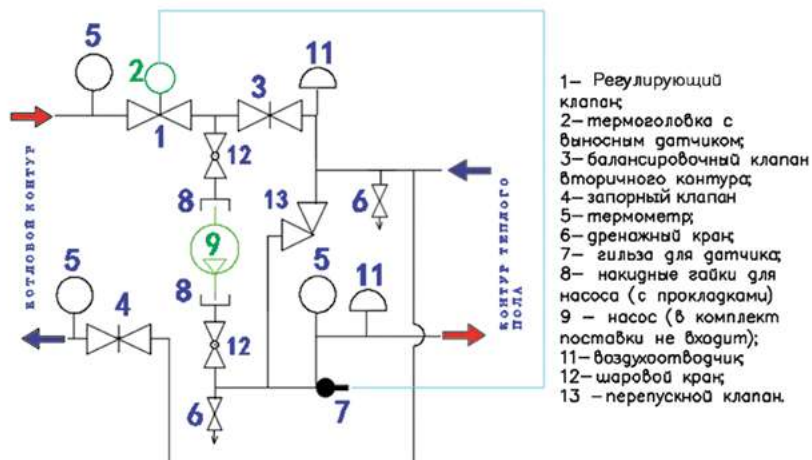 5
2
11
3
1
12
13
8
6
9
5
11
5
8
4
12
6
7
КОТЛОВОЙ КОНТУР
КОНТУР ТЕПЛОГО
ПОЛА
1– Регулирующий
клапан;
2–термоголовка с
выносным датчиком;
3–балансировочный клапан
вторичного контура;
4–запорный клапан
5–термометр;
6–дренажный кран;
7– гильза для датчика;
8– накидные гайки для
насоса (с прокладками)
9 – насос (в комплект
поставки не входит);
11–воздухоотводчик;
12–шаровой кран;
13 –перепускной клапан.